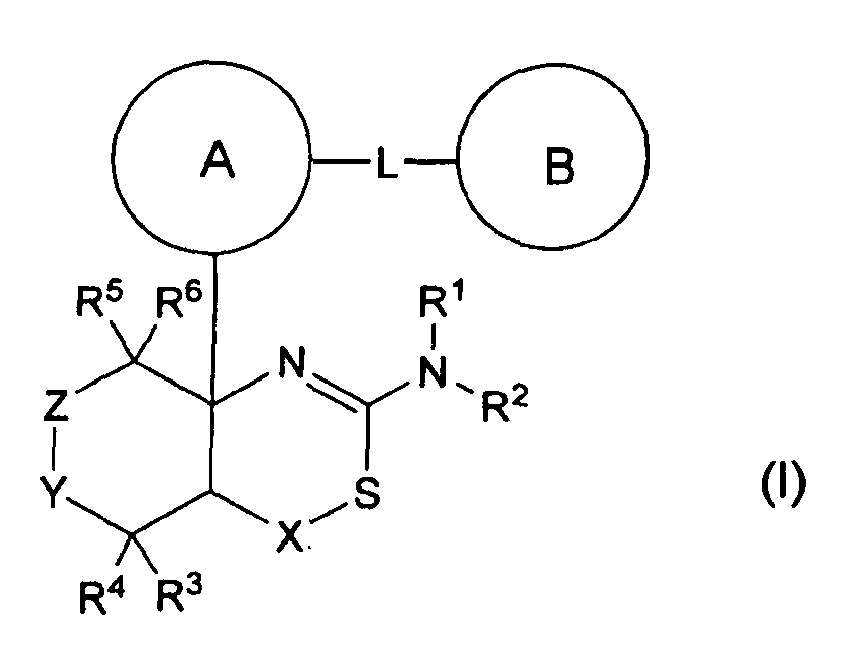 A L B
R⁵ R⁶ R¹
N N
Z R²
Y S (I)
X
R⁴ R³